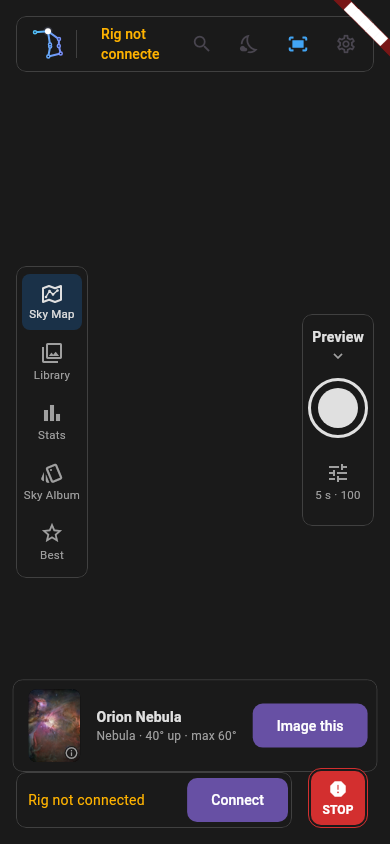 Rig not
connecte
Sky Map
Library
Stats
Sky Album
Best
Preview
5 s · 100
Orion Nebula
Nebula · 40° up · max 60°
Image this
Rig not connected
Connect
STOP